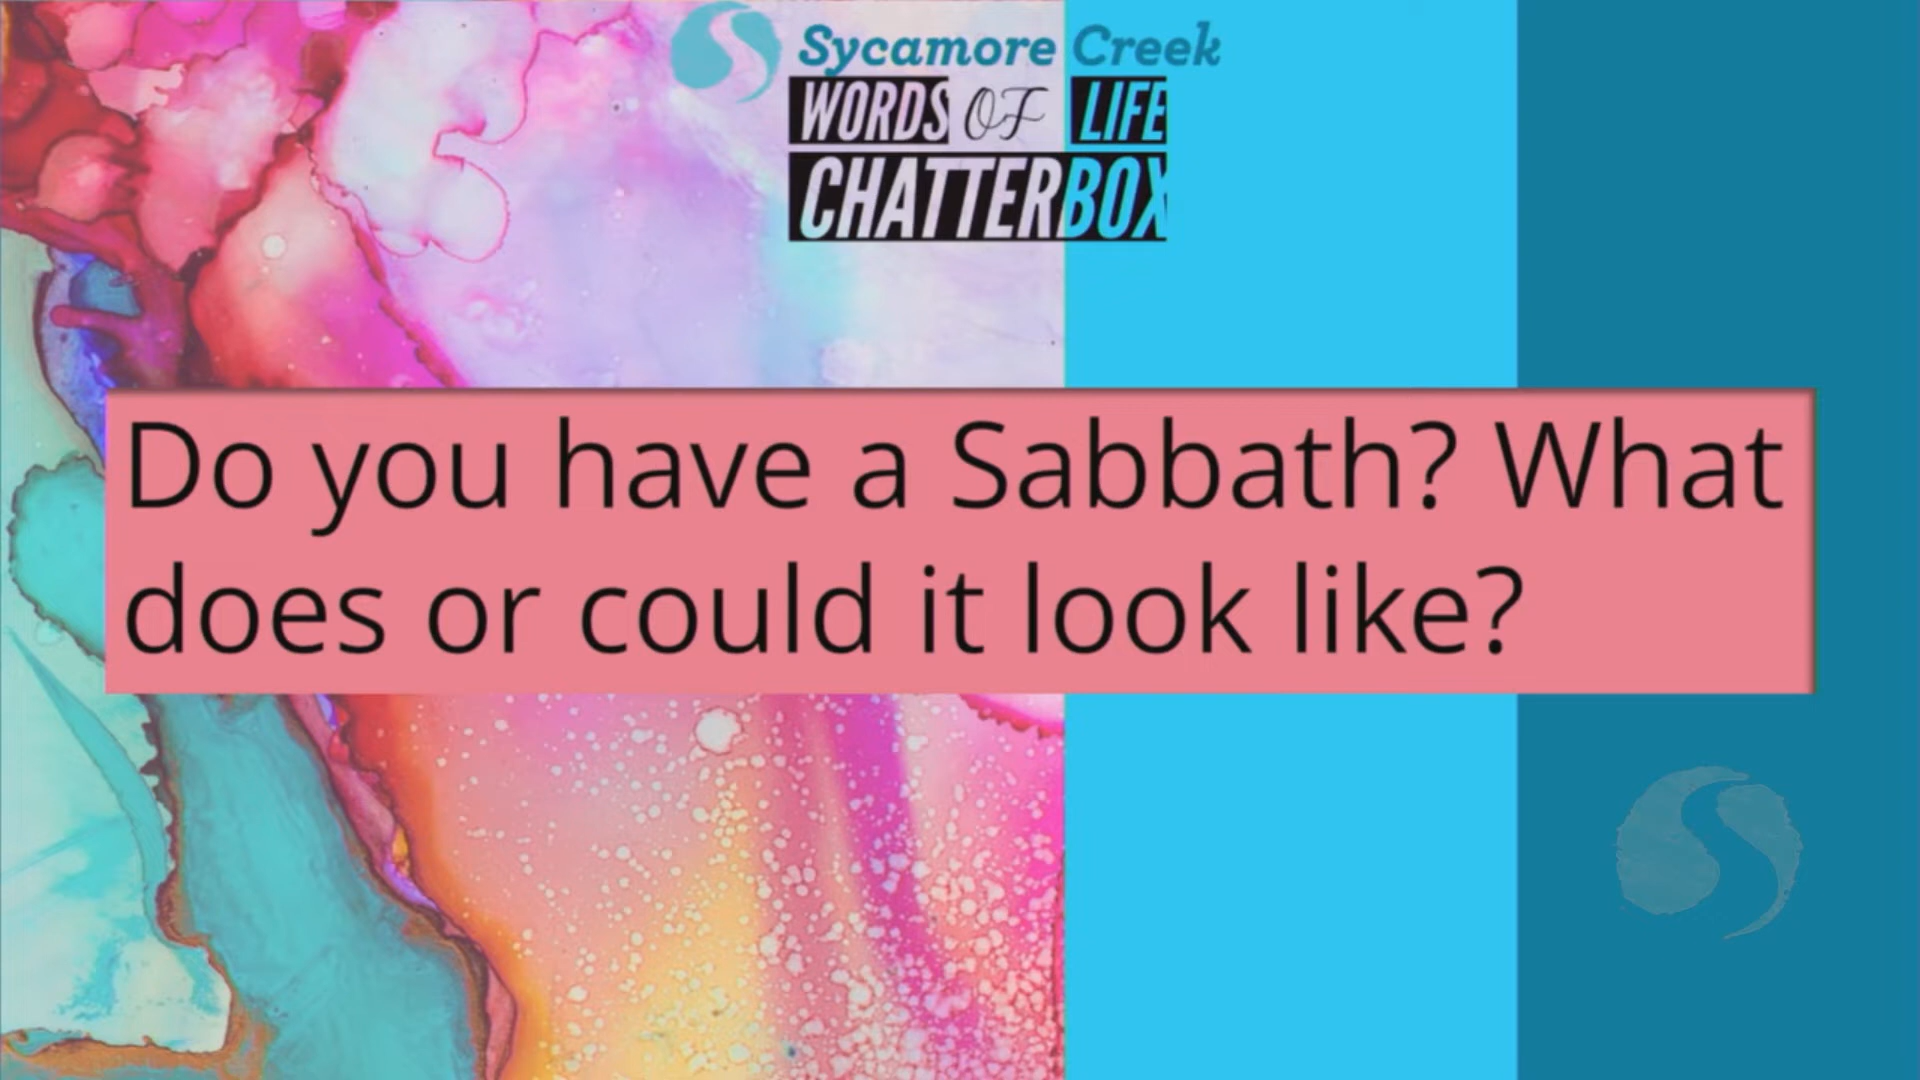 Sycamore Creek
WORDS OF LIFE
CHATTERBOX
Do you have a Sabbath? What
does or could it look like?